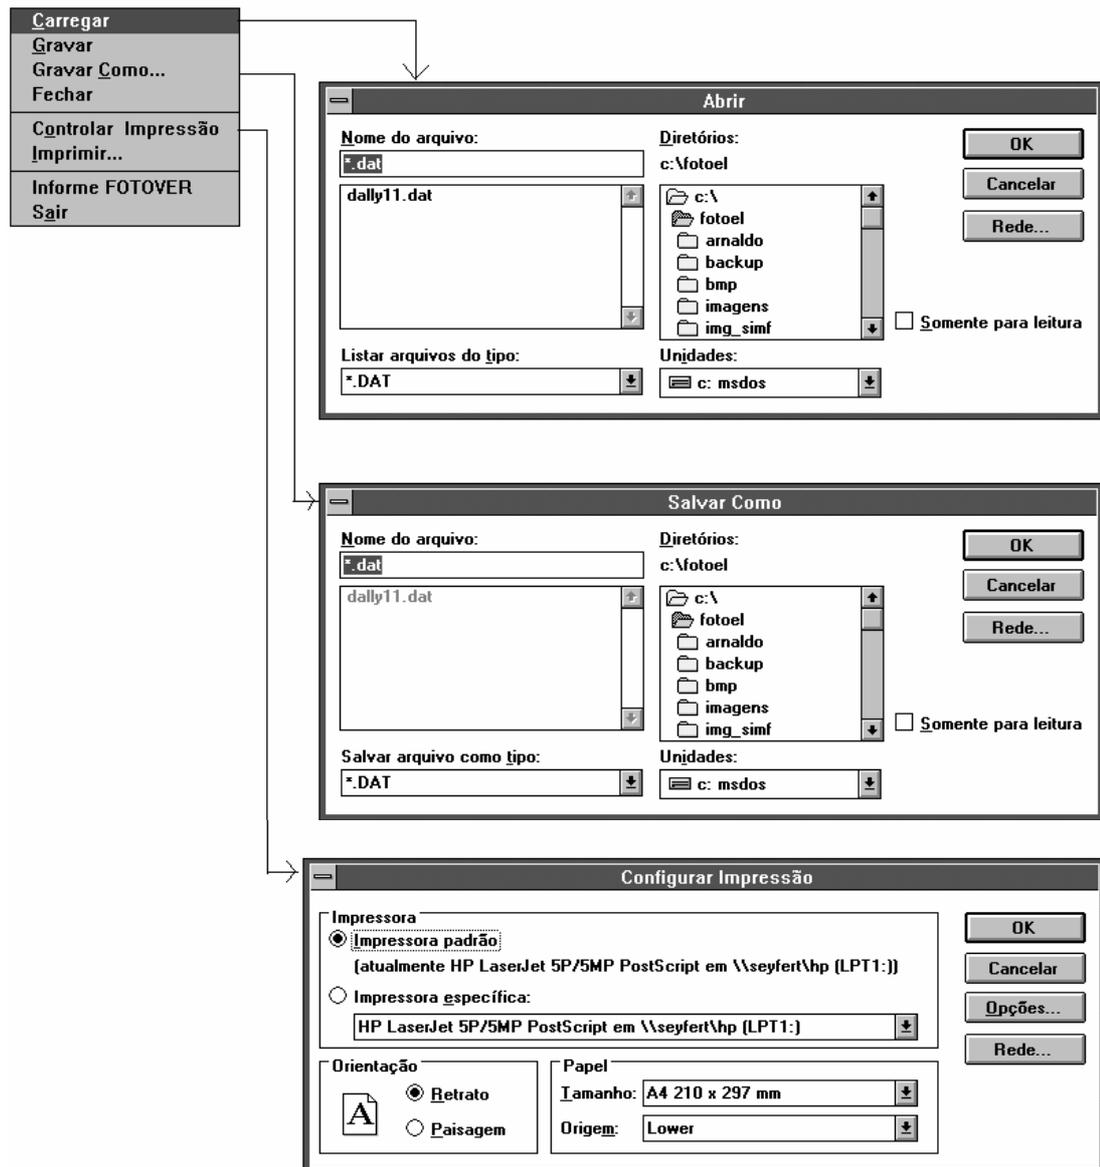 Carregar
Gravar
Gravar Como...
Fechar
Controlar Impressão
Imprimir...
Informe FOTOVER
Sair
Abrir
Nome do arquivo:
*.dat
dally11.dat
Listar arquivos do tipo:
*.DAT
Diretórios:
c:\fotoel
c:\
fotoel
arnaldo
backup
bmp
imagens
img_simf
Unidades:
c: msdos
OK
Cancelar
Rede...
Somente para leitura
Salvar Como
Nome do arquivo:
*.dat
dally11.dat
Salvar arquivo como tipo:
*.DAT
Diretórios:
c:\fotoel
c:\
fotoel
arnaldo
backup
bmp
imagens
img_simf
Unidades:
c: msdos
OK
Cancelar
Rede...
Somente para leitura
Configurar Impressão
Impressora
Impressora padrão
(atualmente HP LaserJet 5P/5MP PostScript em \\seyfert\hp (LPT1:))
Impressora específica:
HP LaserJet 5P/5MP PostScript em \\seyfert\hp (LPT1:)
Orientação
A
Retrato
Paisagem
Papel
Tamanho: A4 210 x 297 mm
Origem: Lower
OK
Cancelar
Opções...
Rede...